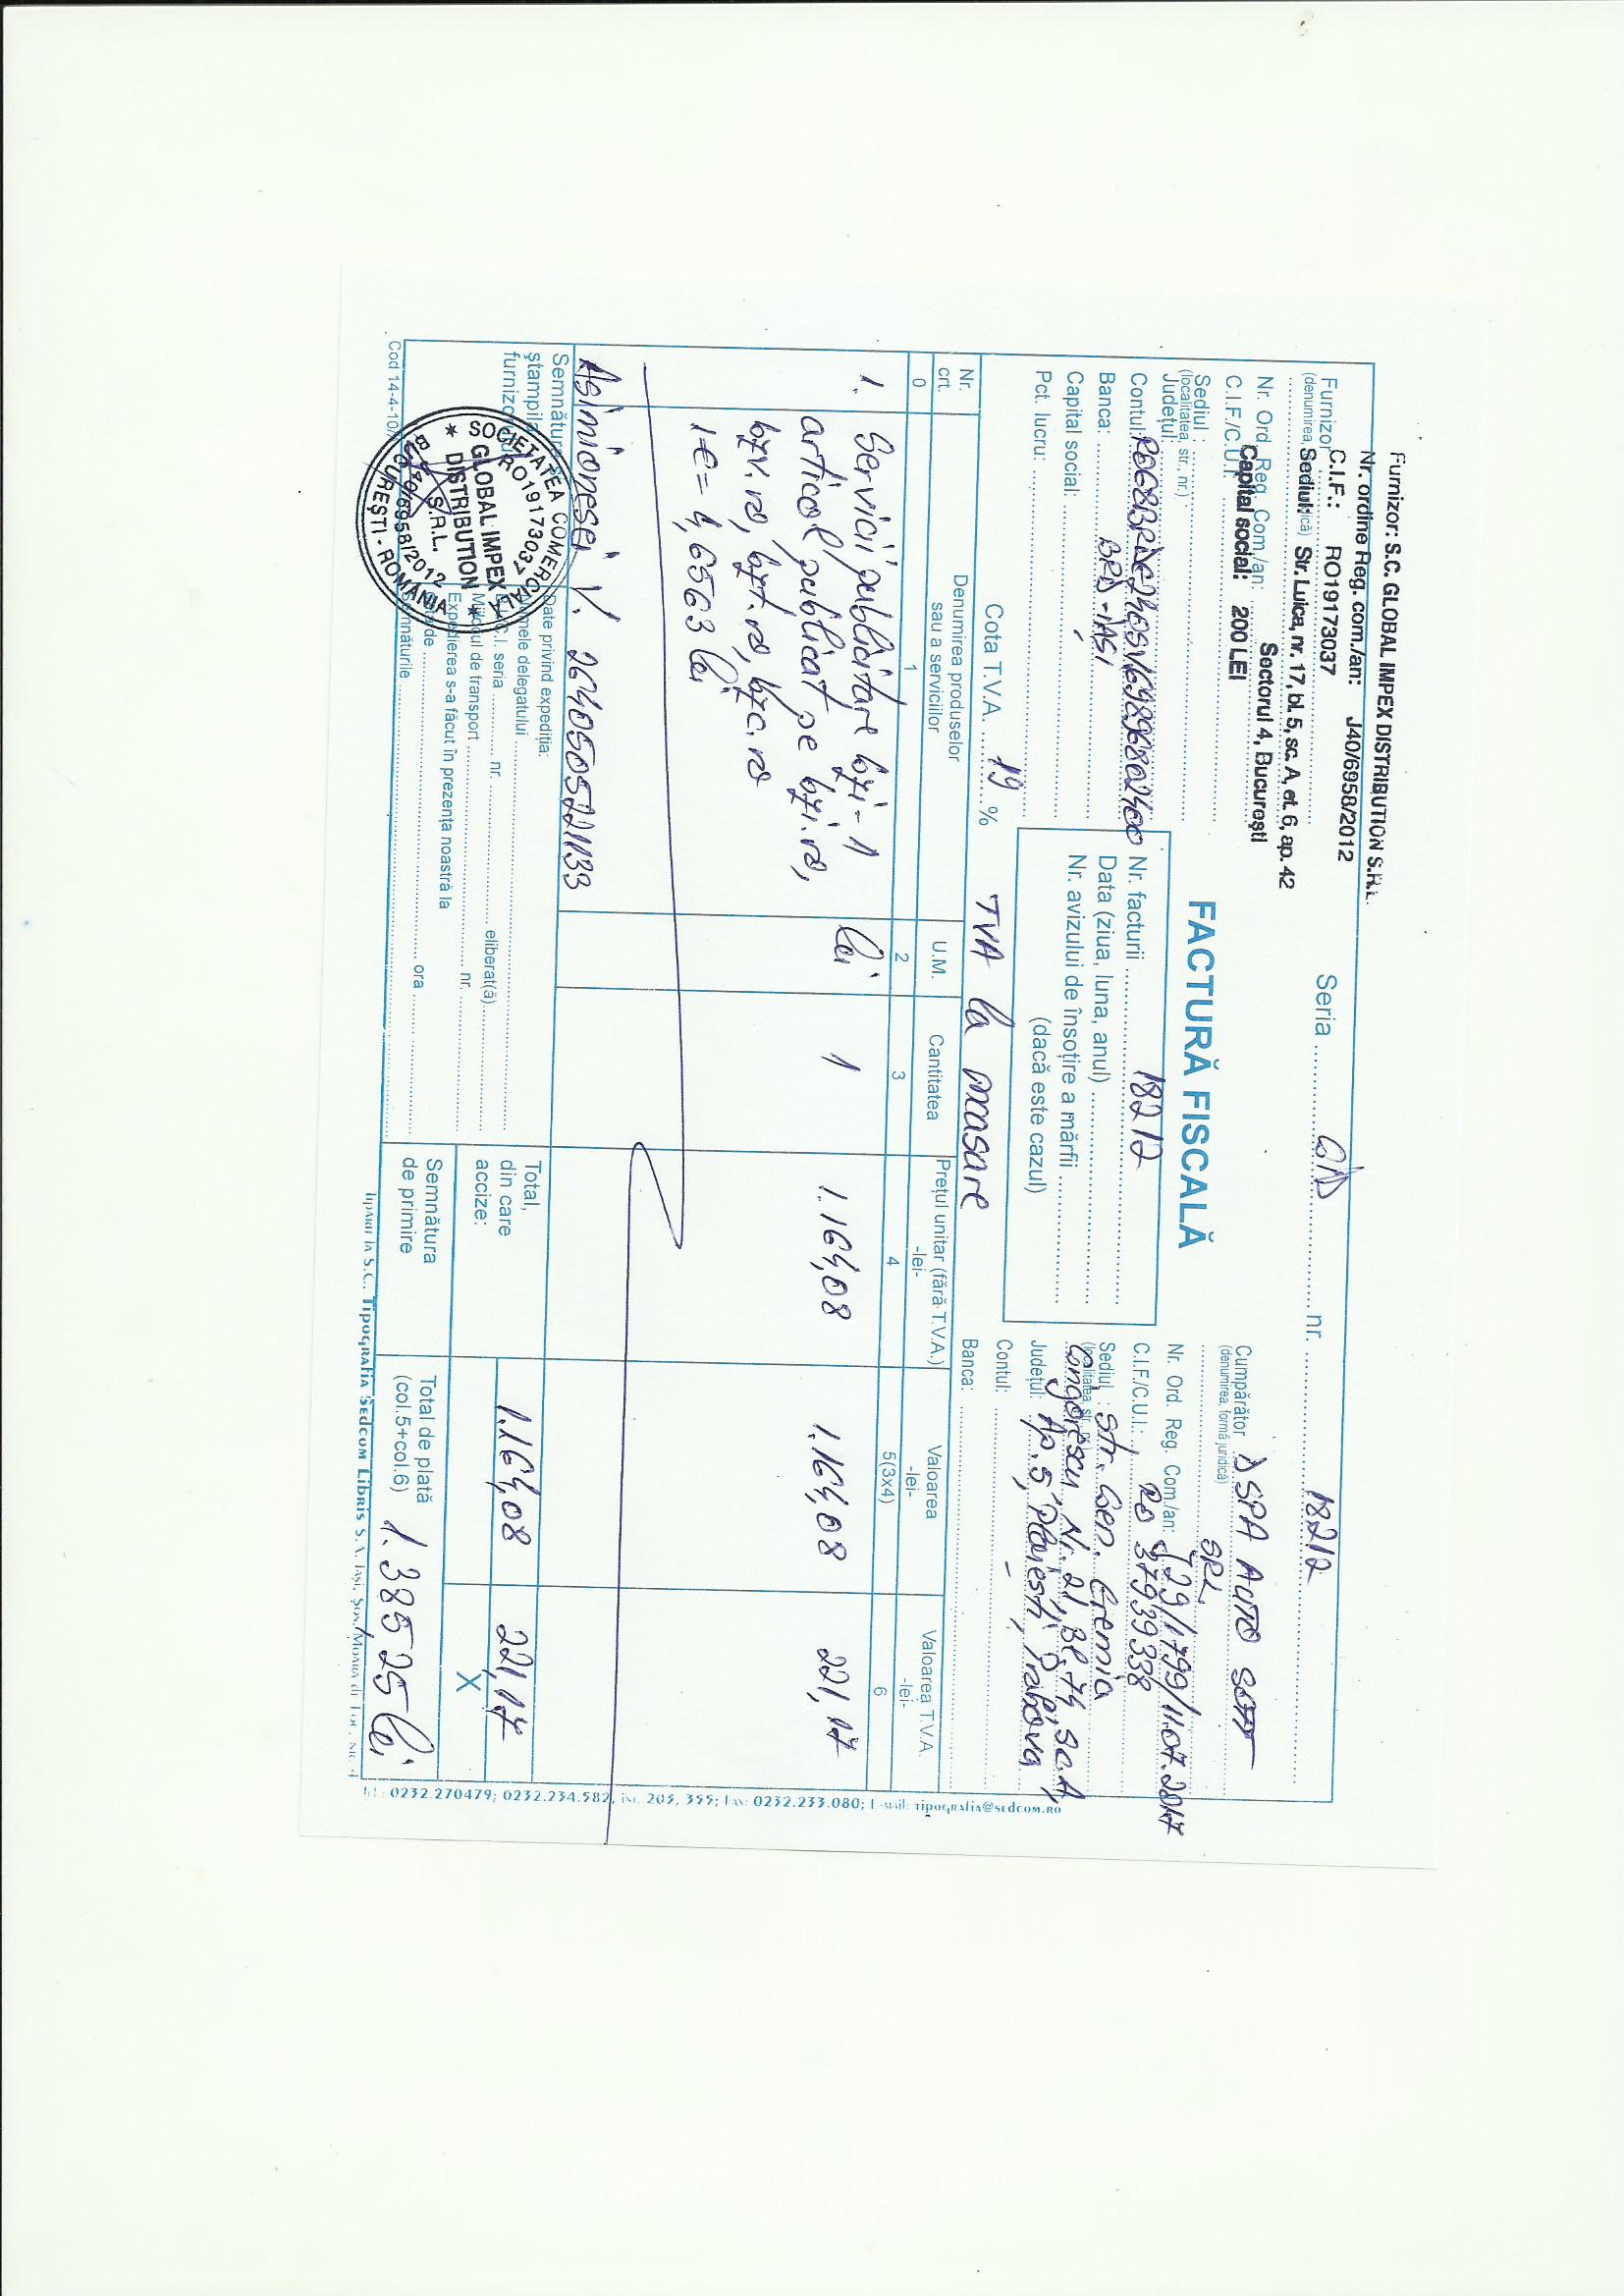 Furnizor: S.C. GLOBAL IMPEX DISTRIBUTION S.R.L.
Nr. ordine Reg. com./an: J40/6958/2012
C.I.F.: RO19173037
Sediul: Str. Luica, nr. 17, bl. 5, sc. A, et. 6, ap. 42
Sectorul 4, București
Capital social: 200 LEI
Furnizor
(denumirea,
Nr. Ord. Reg. Com./an:
C.I.F./C.U.I.
Sediul :
(localitatea, str., nr.)
Județul:
Contul: RO68BRDE240SV69896802400
Banca: BRD-IAȘI
Capital social:
Pct. lucru:
Seria GID nr. 18212
FACTURĂ FISCALĂ
Nr. facturii 18212
Data (ziua, luna, anul)
Nr. avizului de însoțire a mărfii
(dacă este cazul)
Cumpărător DSPA AUTO SOFT
(denumirea, formă juridică)
SRL
Nr. Ord. Reg. Com./an: J29/1799/11.07.2017
C.I.F./C.U.I.: RO 37939338
Sediul : Str. Gen. Eremia
Nr. 21, Bl. 74, sc. A,
Județul: Ap. 5, Ploiești, Prahova
Contul:
Banca:
Cota T.V.A. 19 %
TVA la incasare
Nr. crt. Denumirea produselor sau a serviciilor U.M. Cantitatea Prețul unitar (fără T.V.A.) -lei- Valoarea -lei- Valoarea T.V.A. -lei-
0 1 2 3 4 5(3x4) 6
1. Servicii publicitare bzi - 1 lei 1 1.164,08 1.164,08 221,17
articol publicat pe bzi.ro,
bzv.ro, bzt.ro, bzc.ro
1€= 4,6563 lei
Asimionesei V. 2640505221133
Semnătura
ștampila
furnizorului
SOCIETATEA COMERCIALĂ
RO19173037
GLOBAL IMPEX
DISTRIBUTION
S.R.L.
J40/6958/2012
BUCUREȘTI - ROMÂNIA
Date privind expediția:
Numele delegatului
C.I. seria nr. eliberat(ă)
Mijlocul de transport nr.
Expedierea s-a făcut în prezența noastră la
data de ora
Semnăturile
Total,
din care
accize:
1.164,08 221,17
X
Semnătura
de primire
Total de plată
(col.5+col.6) 1.385,25 lei
Cod 14-4-10/
Tipărit la S.C. Tipografia Sedcom Libris S.A. Iași, Șos. Moara de Foc, nr. 4
0232.270479; 0232.234.582, int. 203, 355; Fax: 0232.233.080; E-mail: tipografia@sedcom.ro